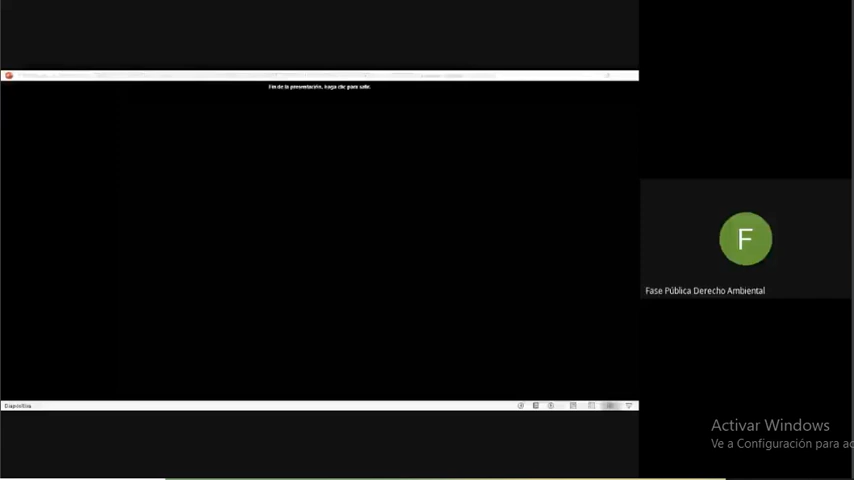 Fin de la presentación, haga clic para salir.
F
Fase Pública Derecho Ambiental
Diapositiva
Activar Windows
Ve a Configuración para ac